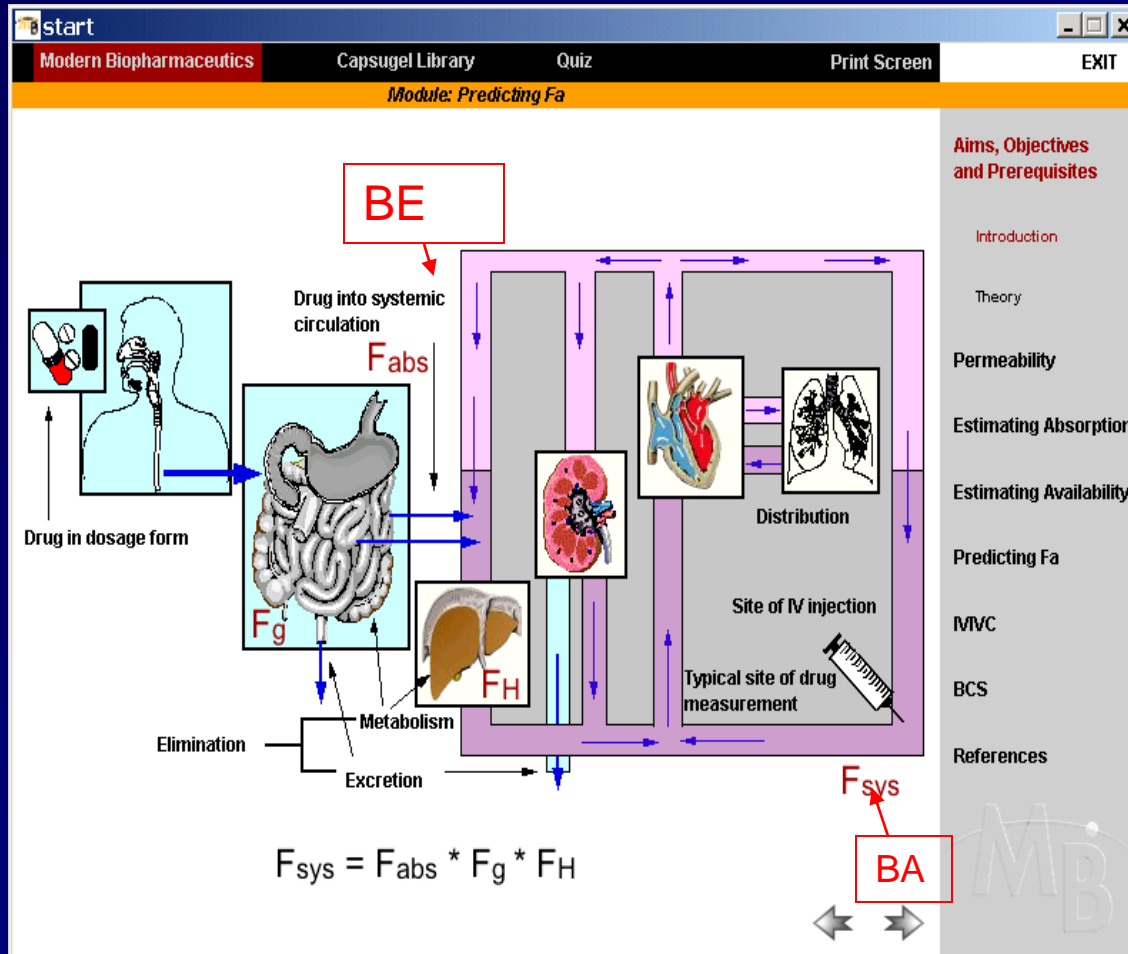 start
Modern Biopharmaceutics
Capsugel Library
Quiz
Print Screen
EXIT
Module: Predicting Fa
Aims, Objectives
and Prerequisites
Introduction
Theory
Permeability
Estimating Absorption
Estimating Availability
Predicting Fa
IVIVC
BCS
References
BE
Drug into systemic
circulation
Fabs
Drug in dosage form
Fg
FH
Distribution
Site of IV injection
Typical site of drug
measurement
Metabolism
Elimination
Excretion
Fsys
BA
Fsys = Fabs * Fg * FH
MB